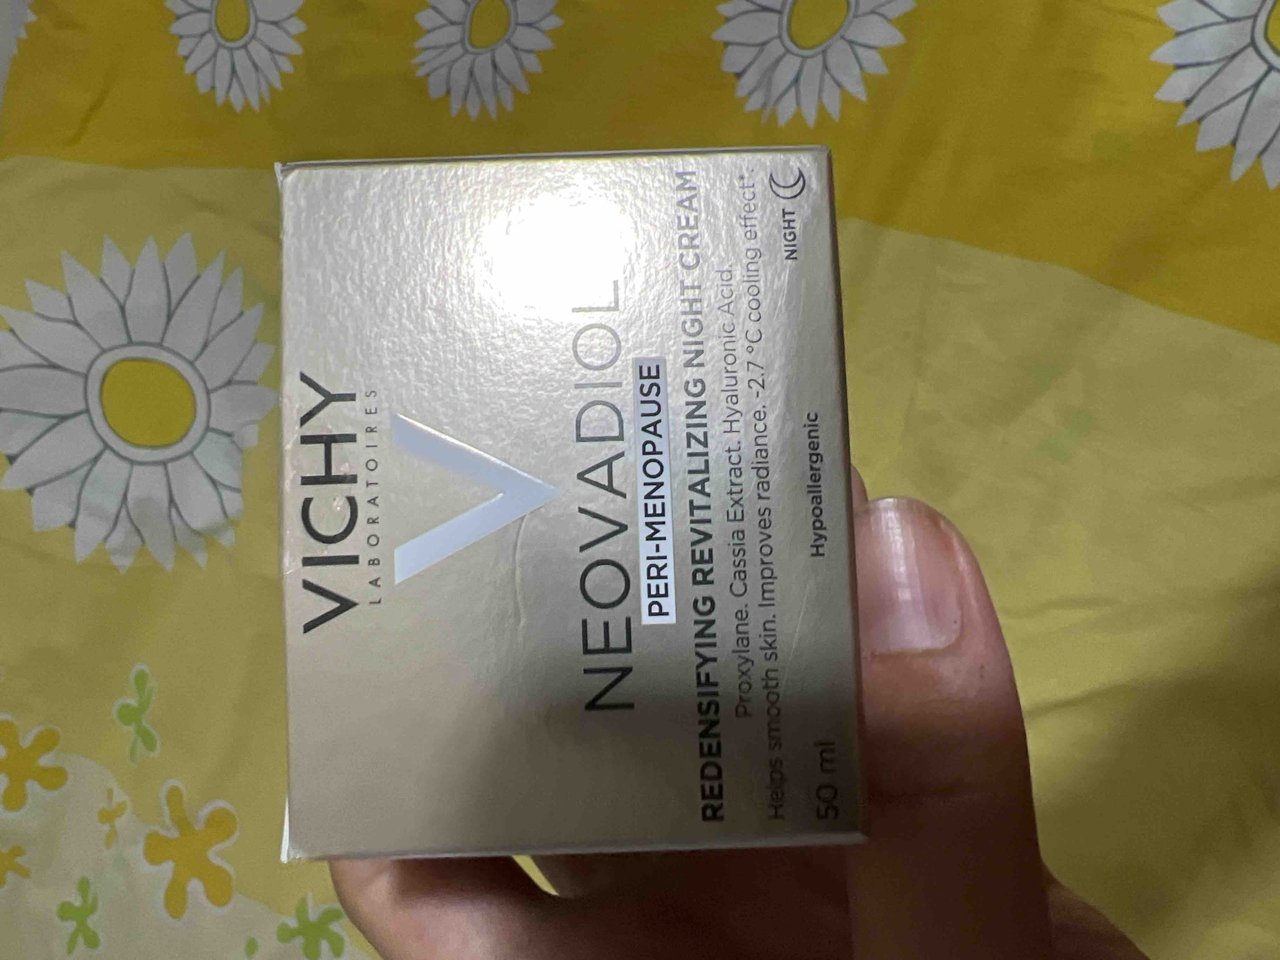 VICHY
LABORATOIRES
NEOVADIOL
PERI-MENOPAUSE
REDENSIFYING REVITALIZING NIGHT CREAM
Proxylane. Cassia Extract. Hyaluronic Acid.
Helps smooth skin. Improves radiance. -2.7 °C cooling effect*.
NIGHT
50 ml
Hypoallergenic